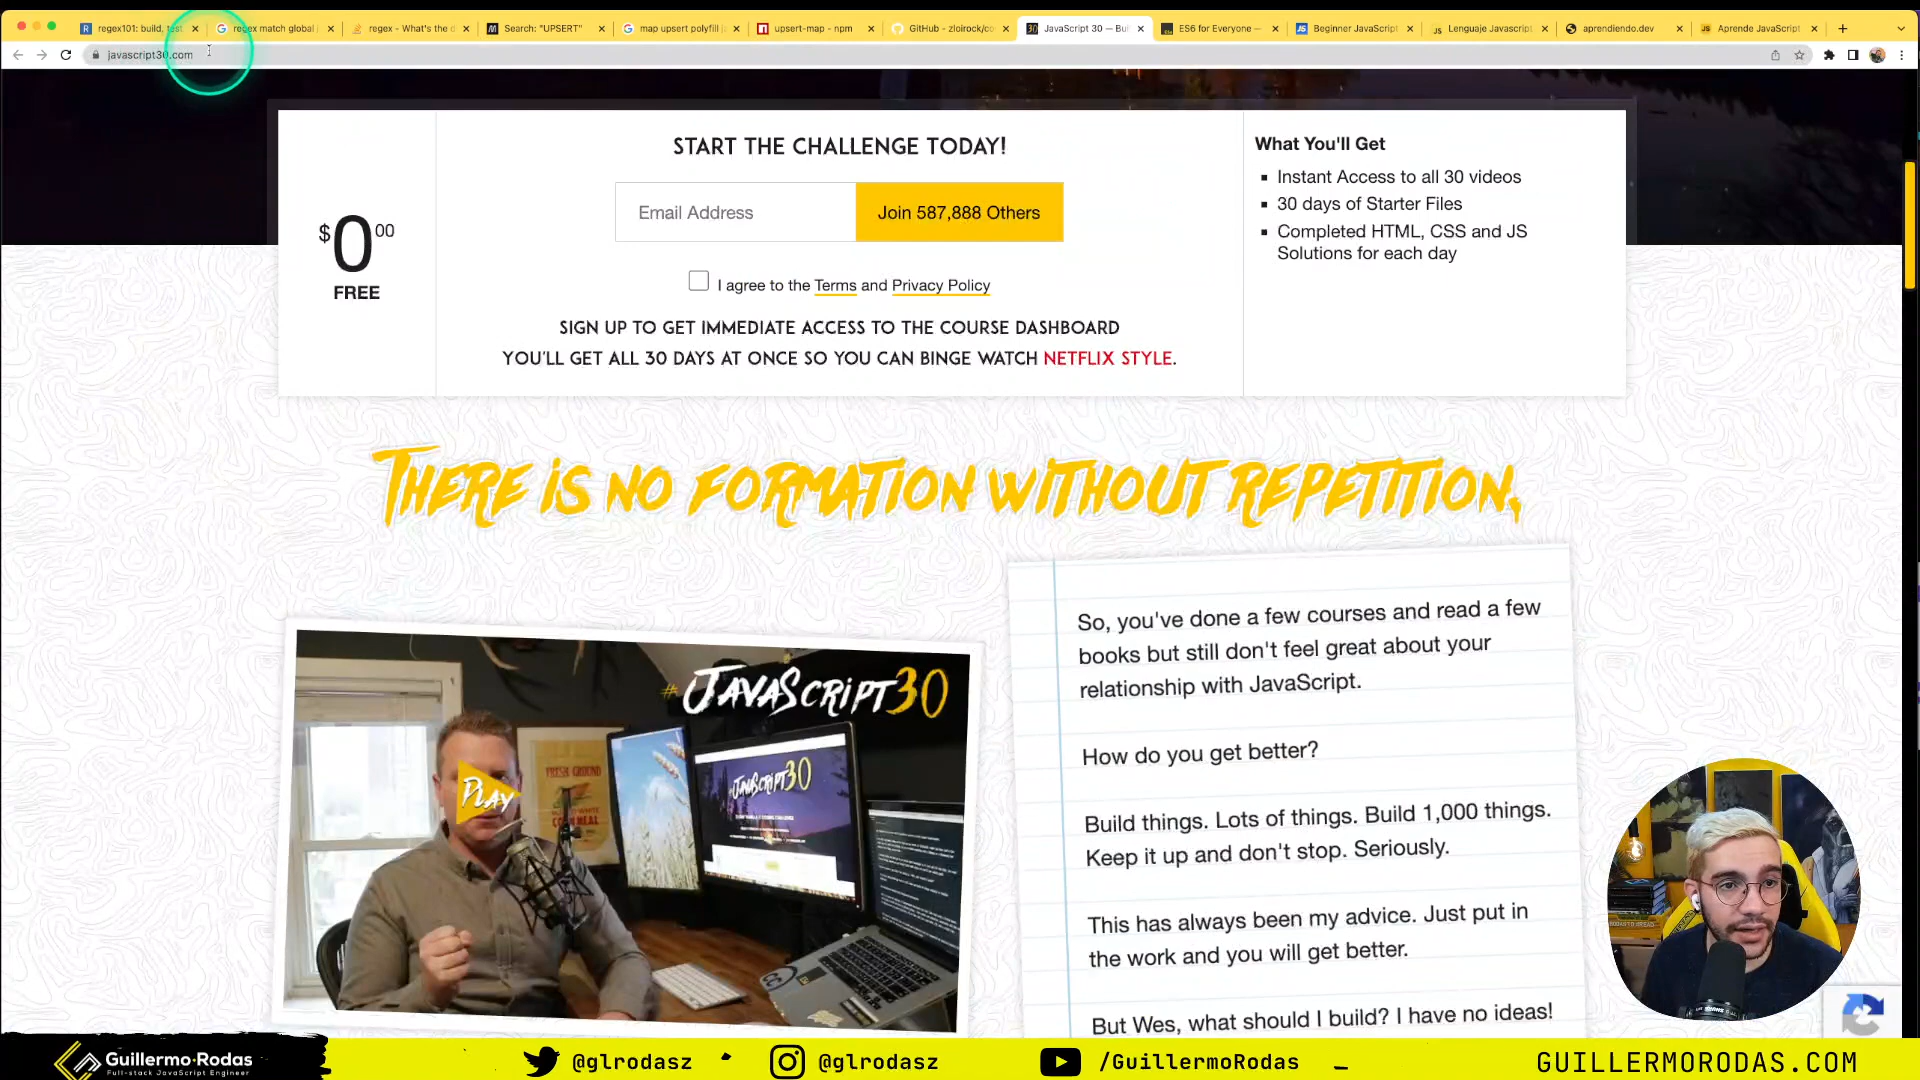 regex101: build, test
regex match global
regex - What's the d
Search: "UPSERT"
map upsert polyfill
upsert-map - npm
GitHub - zloirock/co
JavaScript 30 — Bui
ES6 for Everyone —
Beginner JavaScript
Lenguaje Javascript
aprendiendo.dev
Aprende JavaScript
javascript30.com
$0.00
FREE
START THE CHALLENGE TODAY!
Email Address
Join 587,888 Others
I agree to the Terms and Privacy Policy
SIGN UP TO GET IMMEDIATE ACCESS TO THE COURSE DASHBOARD
YOU'LL GET ALL 30 DAYS AT ONCE SO YOU CAN BINGE WATCH NETFLIX STYLE.
What You'll Get
Instant Access to all 30 videos
30 days of Starter Files
Completed HTML, CSS and JS
Solutions for each day
THERE IS NO FORMATION WITHOUT REPETITION.
#JAVASCRIPT30
PLAY
FRESH GROUND
JAVASCRIPT30
So, you've done a few courses and read a few
books but still don't feel great about your
relationship with JavaScript.
How do you get better?
Build things. Lots of things. Build 1,000 things.
Keep it up and don't stop. Seriously.
This has always been my advice. Just put in
the work and you will get better.
But Wes, what should I build? I have no ideas!
Guillermo·Rodas
Full-stack JavaScript Engineer
@glrodasz
@glrodasz
/GuillermoRodas
GUILLERMORODAS.COM